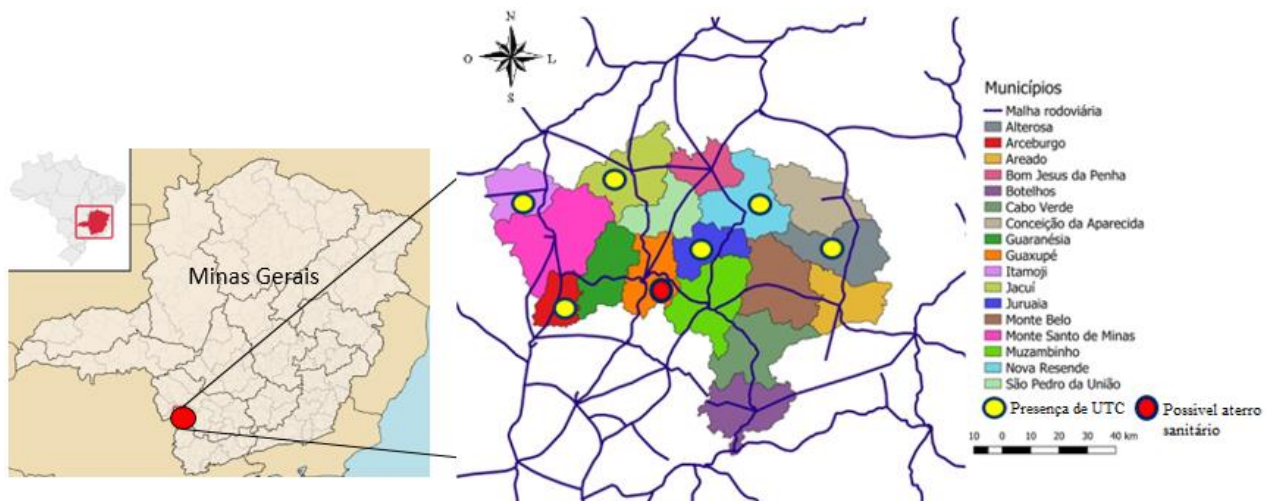 Minas Gerais
N
O
L
S
Municípios
Malha rodoviária
Alterosa
Arceburgo
Areado
Bom Jesus da Penha
Botelhos
Cabo Verde
Conceição da Aparecida
Guaranésia
Guaxupé
Itamoji
Jacuí
Juruaia
Monte Belo
Monte Santo de Minas
Muzambinho
Nova Resende
São Pedro da União
Presença de UTC
Possível aterro
sanitário
10 0 10 20 30 40 km